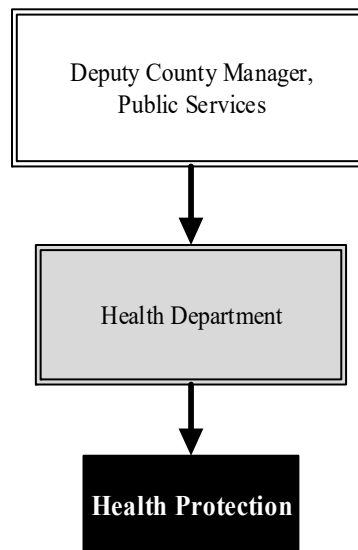 Deputy County Manager,
Public Services
Health Department
Health Protection